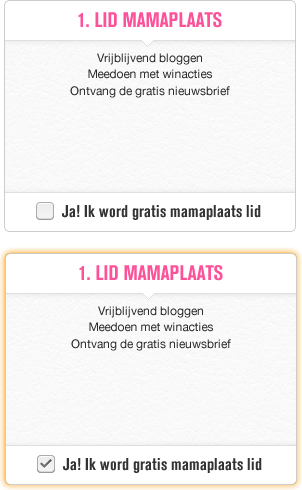 1. LID MAMAPLAATS
Vrijblijvend bloggen
Meedoen met winacties
Ontvang de gratis nieuwsbrief
Ja! Ik word gratis mamaplaats lid
1. LID MAMAPLAATS
Vrijblijvend bloggen
Meedoen met winacties
Ontvang de gratis nieuwsbrief
Ja! Ik word gratis mamaplaats lid